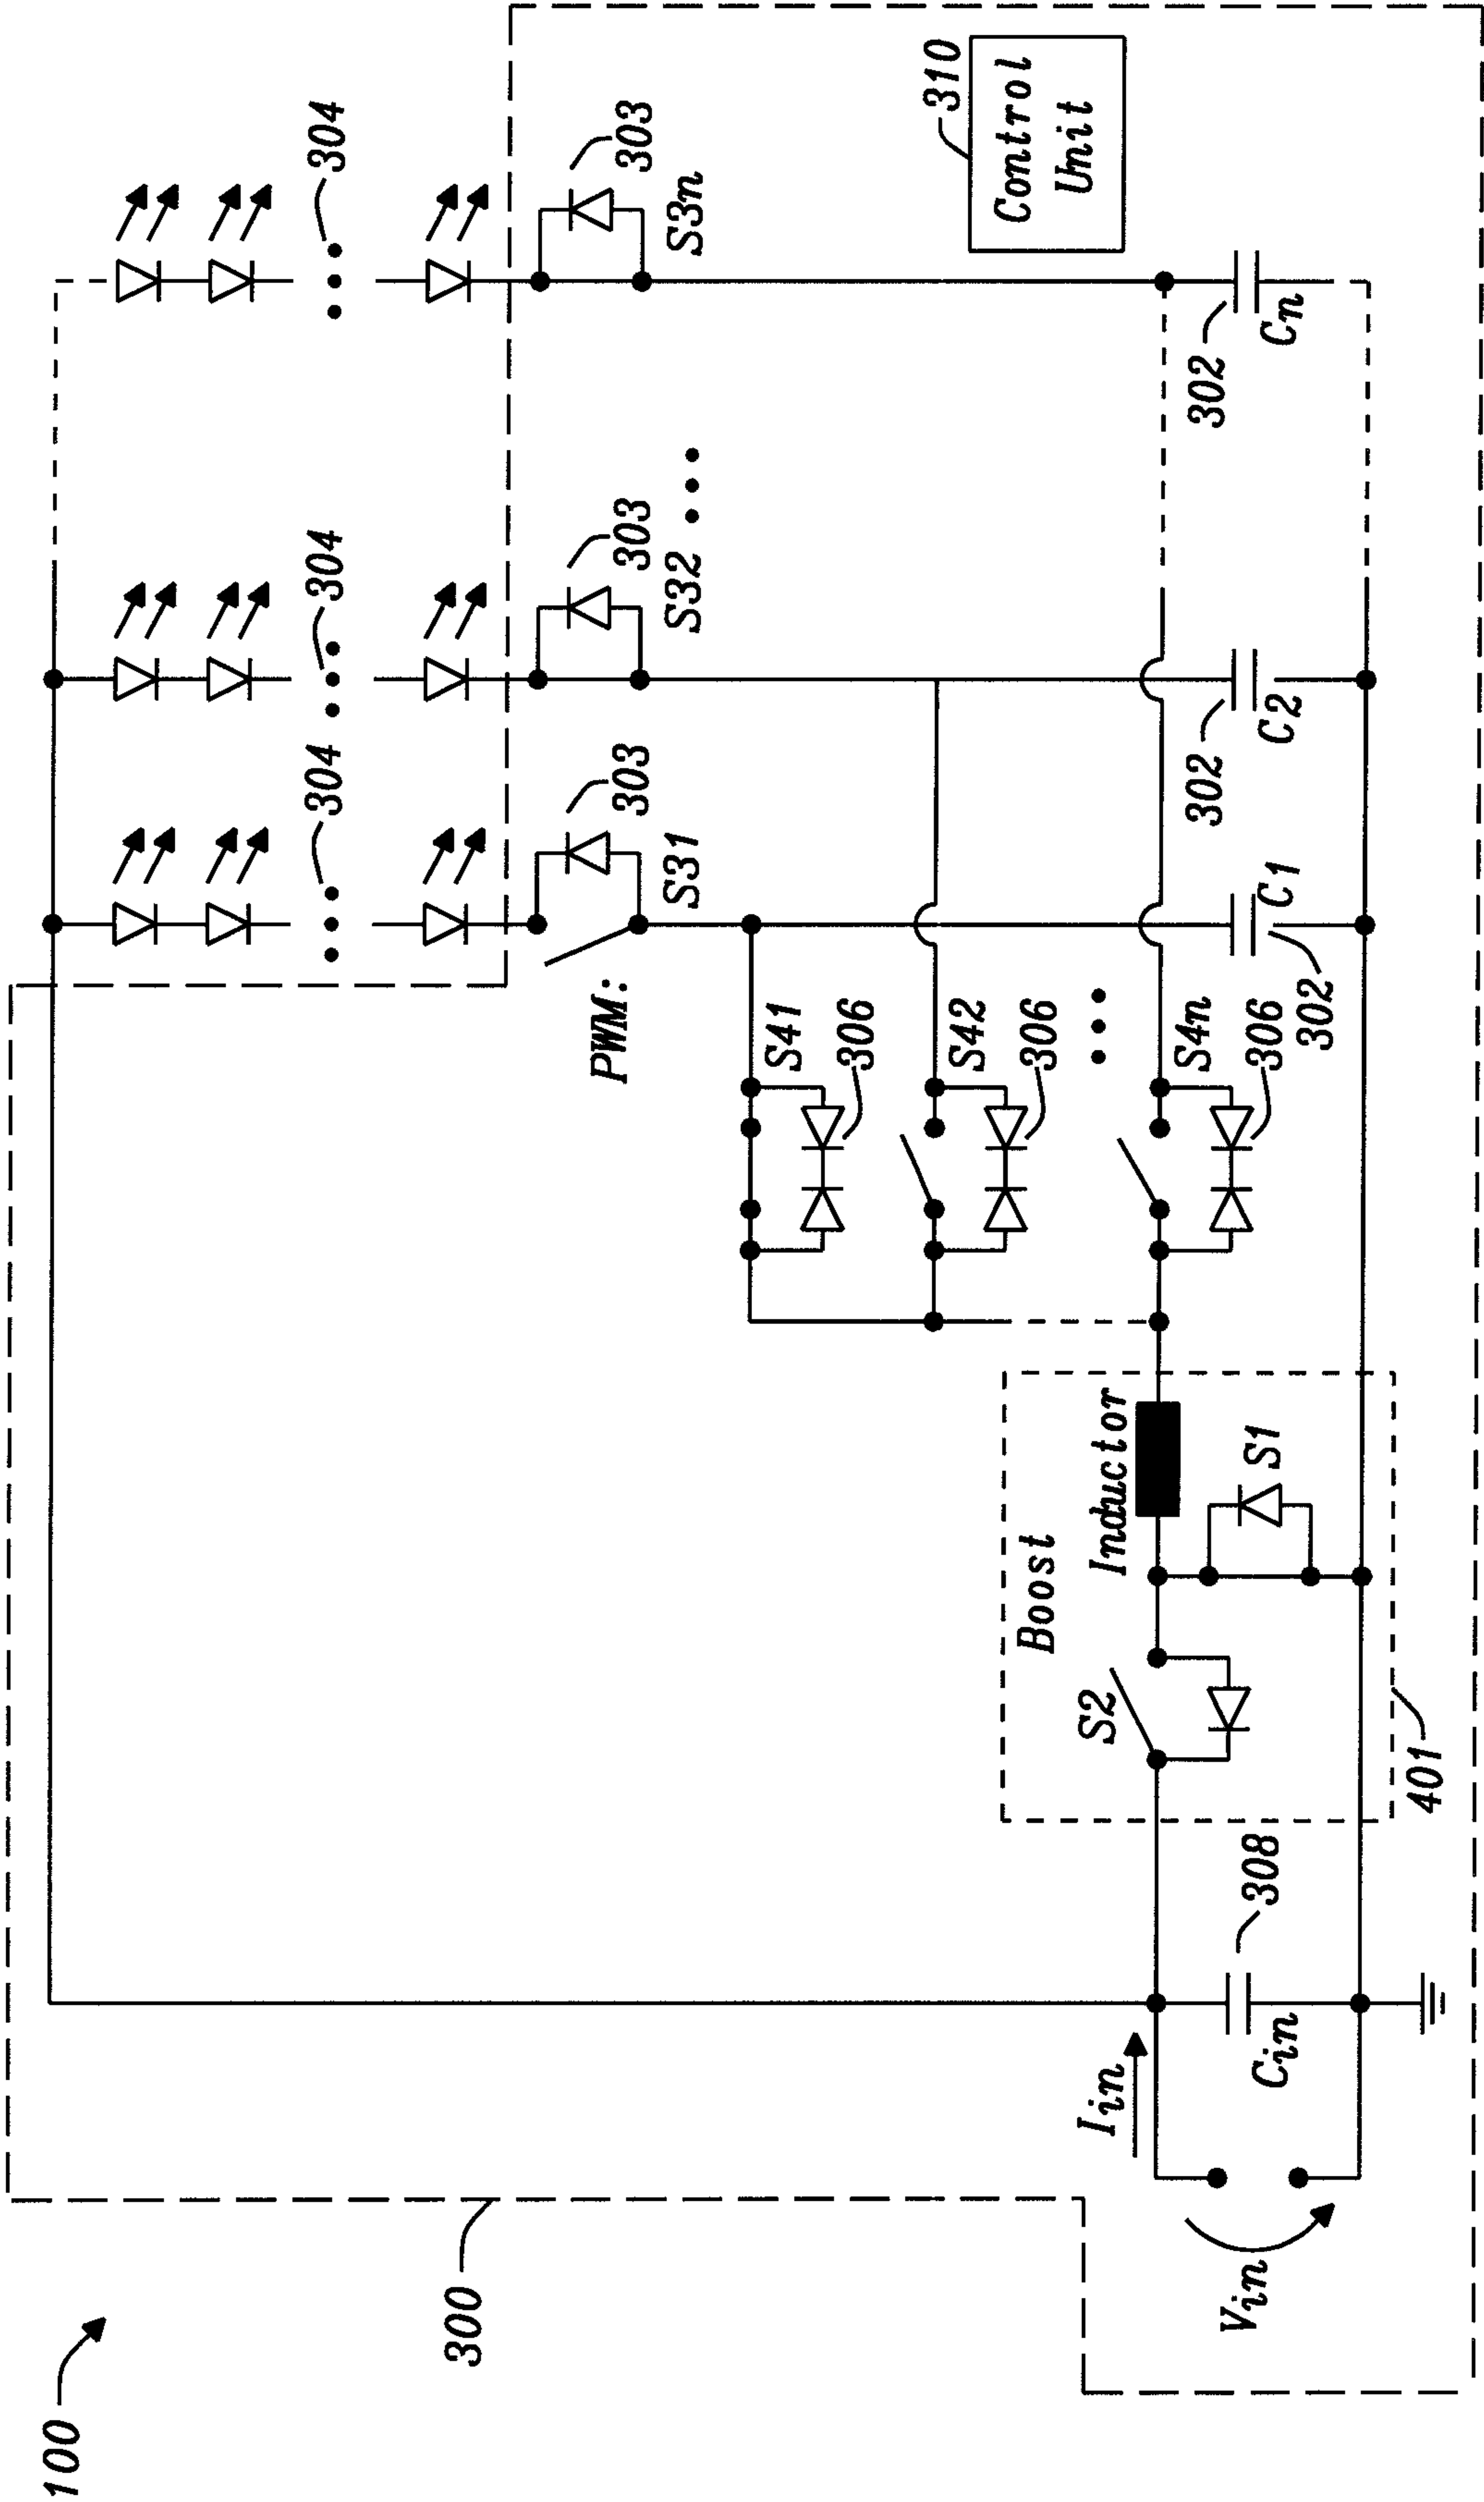 100
300
304
304
304
310
Control
Unit
303
303
303
S31
S32
S3n
PWM:
S41
306
S42
306
S4n
306
302
C1
302
C2
302
Cn
Boost
Inductor
S2
S1
401
Iin
Vin
Cin
308